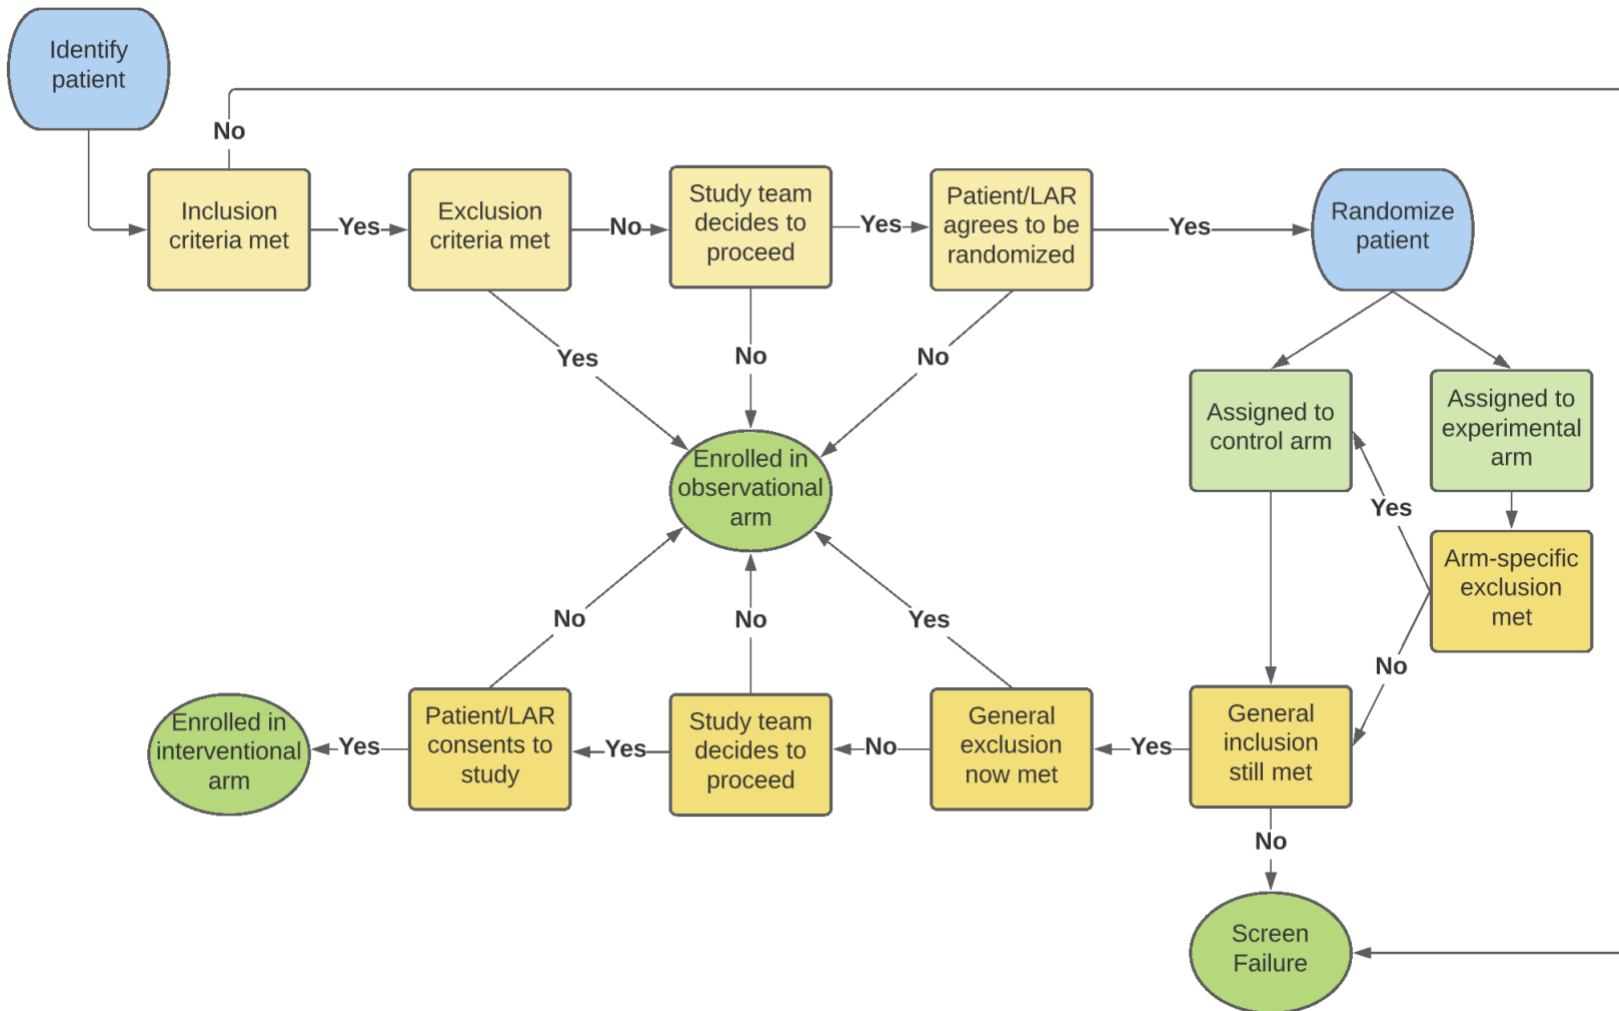 Identify
patient
No
Inclusion
criteria met
Yes
Exclusion
criteria met
No
Study team
decides to
proceed
Yes
Patient/LAR
agrees to be
randomized
Yes
Randomize
patient
Yes
No
No
Assigned to
control arm
Assigned to
experimental
arm
Enrolled in
observational
arm
Yes
Arm-specific
exclusion
met
No
No
No
Yes
Enrolled in
interventional
arm
Yes
Patient/LAR
consents to
study
Yes
Study team
decides to
proceed
No
General
exclusion
now met
Yes
General
inclusion
still met
No
Screen
Failure